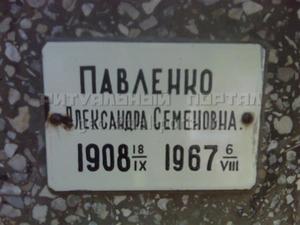 ПАВЛЕНКО
РИТУАЛЬНЫЙ ПОРТАЛ
АЛЕКСАНДРА СЕМЕНОВНА.
1908 18/IX 1967 6/VIII